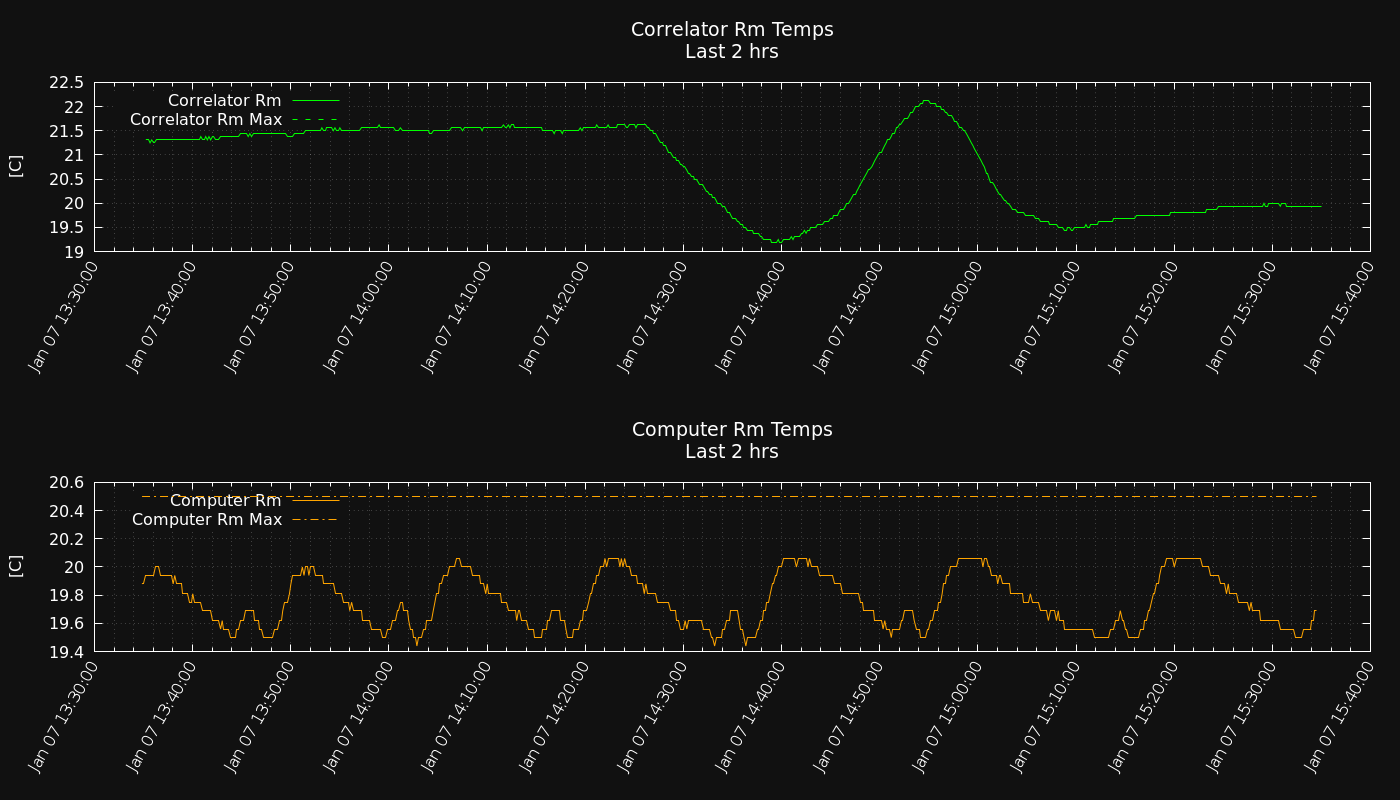 Correlator Rm Temps
Last 2 hrs
22.5
22
21.5
21
20.5
20
19.5
19
[C]
Correlator Rm
Correlator Rm Max
Jan 07 13:30:00
Jan 07 13:40:00
Jan 07 13:50:00
Jan 07 14:00:00
Jan 07 14:10:00
Jan 07 14:20:00
Jan 07 14:30:00
Jan 07 14:40:00
Jan 07 14:50:00
Jan 07 15:00:00
Jan 07 15:10:00
Jan 07 15:20:00
Jan 07 15:30:00
Jan 07 15:40:00
Computer Rm Temps
Last 2 hrs
20.6
20.4
20.2
20
19.8
19.6
19.4
[C]
Computer Rm
Computer Rm Max
Jan 07 13:30:00
Jan 07 13:40:00
Jan 07 13:50:00
Jan 07 14:00:00
Jan 07 14:10:00
Jan 07 14:20:00
Jan 07 14:30:00
Jan 07 14:40:00
Jan 07 14:50:00
Jan 07 15:00:00
Jan 07 15:10:00
Jan 07 15:20:00
Jan 07 15:30:00
Jan 07 15:40:00